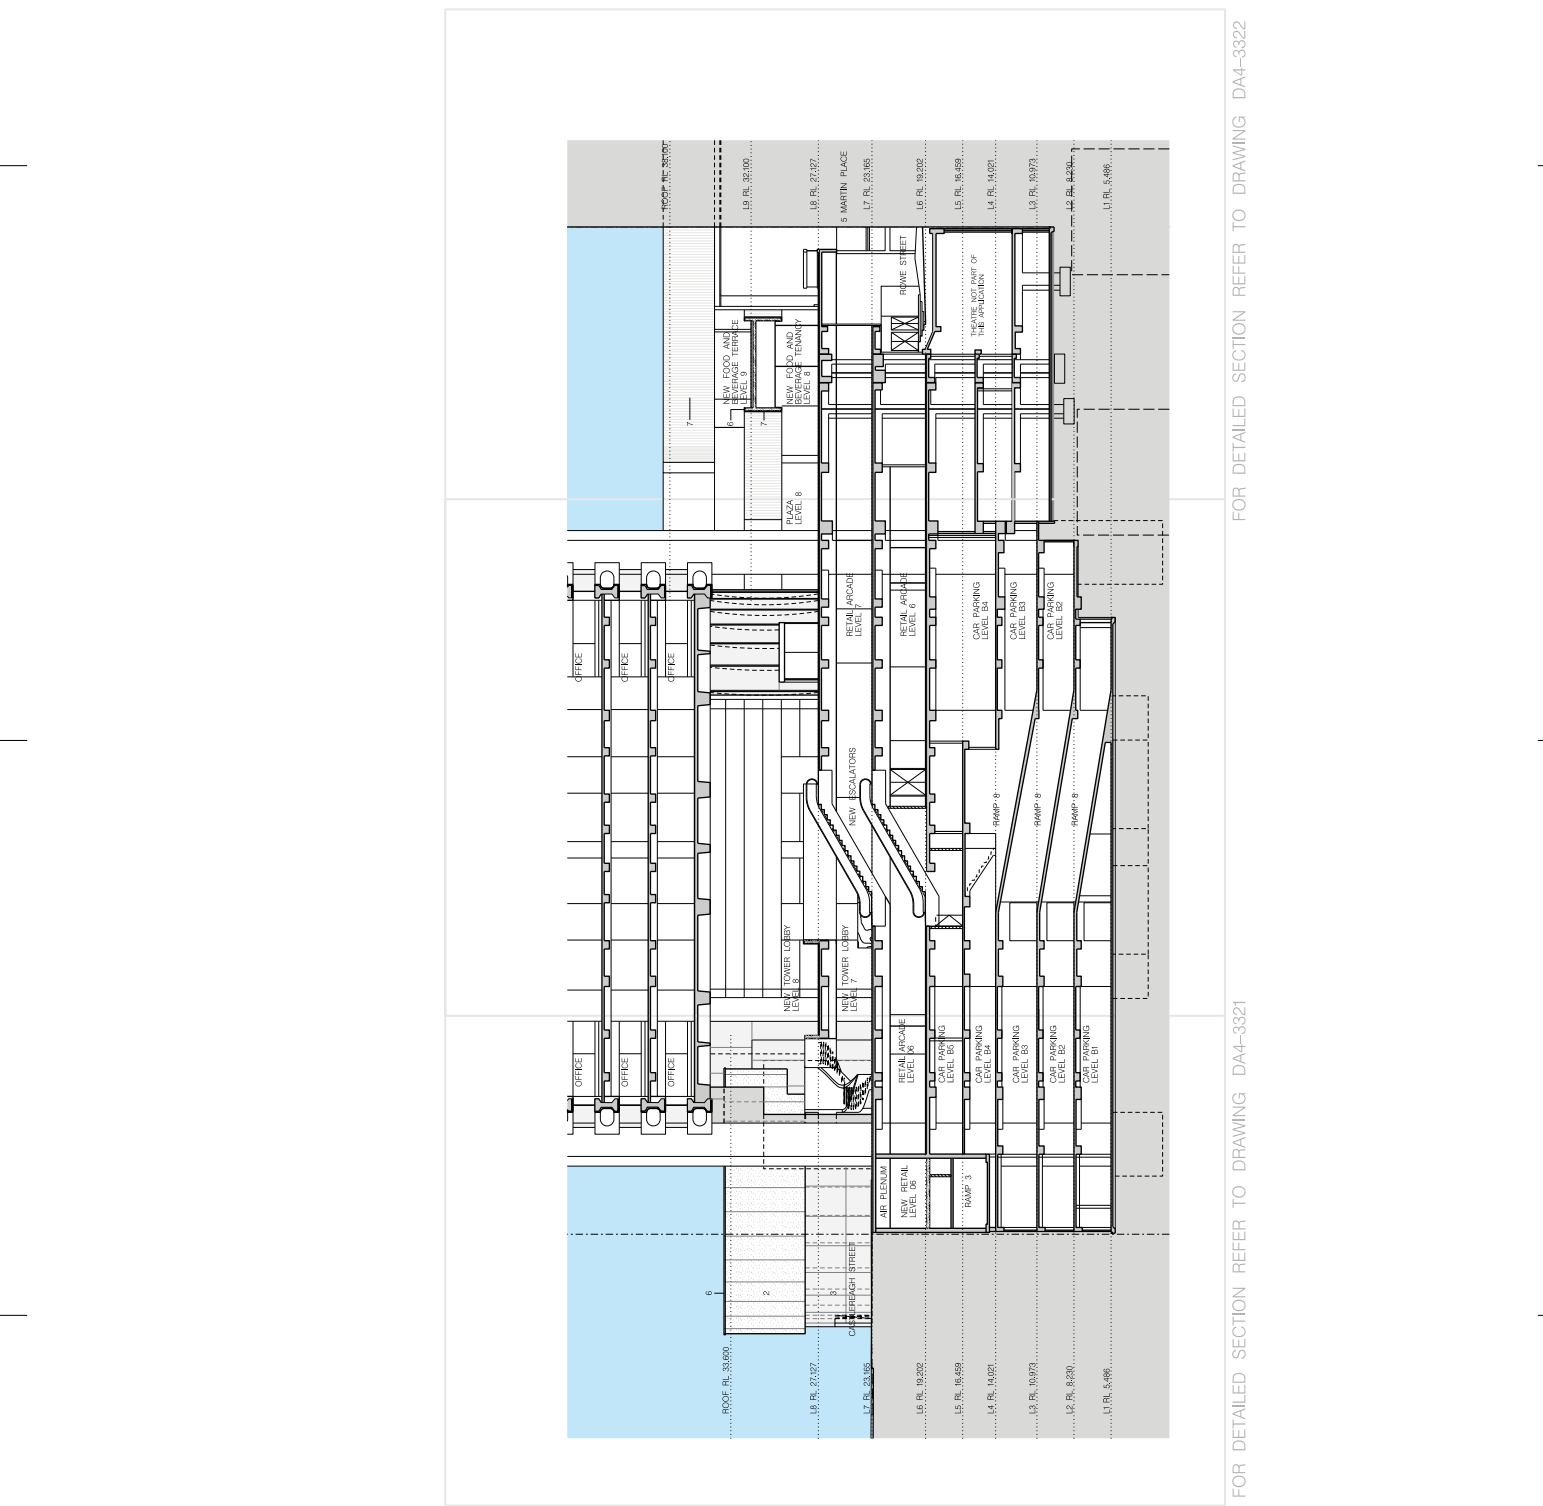 FOR DETAILED SECTION REFER TO DRAWING DA4–3321
FOR DETAILED SECTION REFER TO DRAWING DA4–3322
ROOF RL 33,600
L8 RL 27,127
L7 RL 23,165
L6 RL 19,202
L5 RL 16,459
L4 RL 14,021
L3 RL 10,973
L2 RL 8,230
L1 RL 5,486
6
2
3
CASTLEREAGH STREET
AIR PLENUM
NEW RETAIL
LEVEL 06
RAMP 3
OFFICE
OFFICE
OFFICE
NEW TOWER LOBBY
LEVEL 8
NEW TOWER LOBBY
LEVEL 7
RETAIL ARCADE
LEVEL 06
CAR PARKING
LEVEL B5
CAR PARKING
LEVEL B4
CAR PARKING
LEVEL B3
CAR PARKING
LEVEL B2
CAR PARKING
LEVEL B1
NEW ESCALATORS
RAMP 8
RAMP 8
RAMP 8
OFFICE
OFFICE
OFFICE
RETAIL ARCADE
LEVEL 7
RETAIL ARCADE
LEVEL 6
CAR PARKING
LEVEL B4
CAR PARKING
LEVEL B3
CAR PARKING
LEVEL B2
PLAZA
LEVEL 8
7
6
7
NEW FOOD AND
BEVERAGE TERRACE
LEVEL 9
NEW FOOD AND
BEVERAGE TENANCY
LEVEL 8
ROWE STREET
THEATRE NOT PART OF
THIS APPLICATION
5 MARTIN PLACE
L9 RL 32,100
L8 RL 27,127
L7 RL 23,165
L6 RL 19,202
L5 RL 16,459
L4 RL 14,021
L3 RL 10,973
L2 RL 8,230
L1 RL 5,486